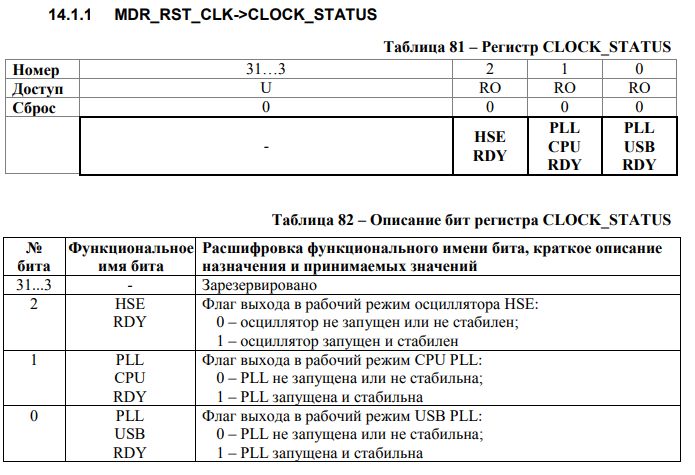 14.1.1 MDR_RST_CLK->CLOCK_STATUS
Таблица 81 – Регистр CLOCK_STATUS
Номер 31…3 2 1 0
Доступ U RO RO RO
Сброс 0 0 0 0
- HSE RDY PLL CPU RDY PLL USB RDY
Таблица 82 – Описание бит регистра CLOCK_STATUS
№ бита Функциональное имя бита Расшифровка функционального имени бита, краткое описание назначения и принимаемых значений
31...3 - Зарезервировано
2 HSE Флаг выхода в рабочий режим осциллятора HSE:
RDY 0 – осциллятор не запущен или не стабилен;
1 – осциллятор запущен и стабилен
1 PLL Флаг выхода в рабочий режим CPU PLL:
CPU 0 – PLL не запущена или не стабильна;
RDY 1 – PLL запущена и стабильна
0 PLL Флаг выхода в рабочий режим USB PLL:
USB 0 – PLL не запущена или не стабильна;
RDY 1 – PLL запущена и стабильна